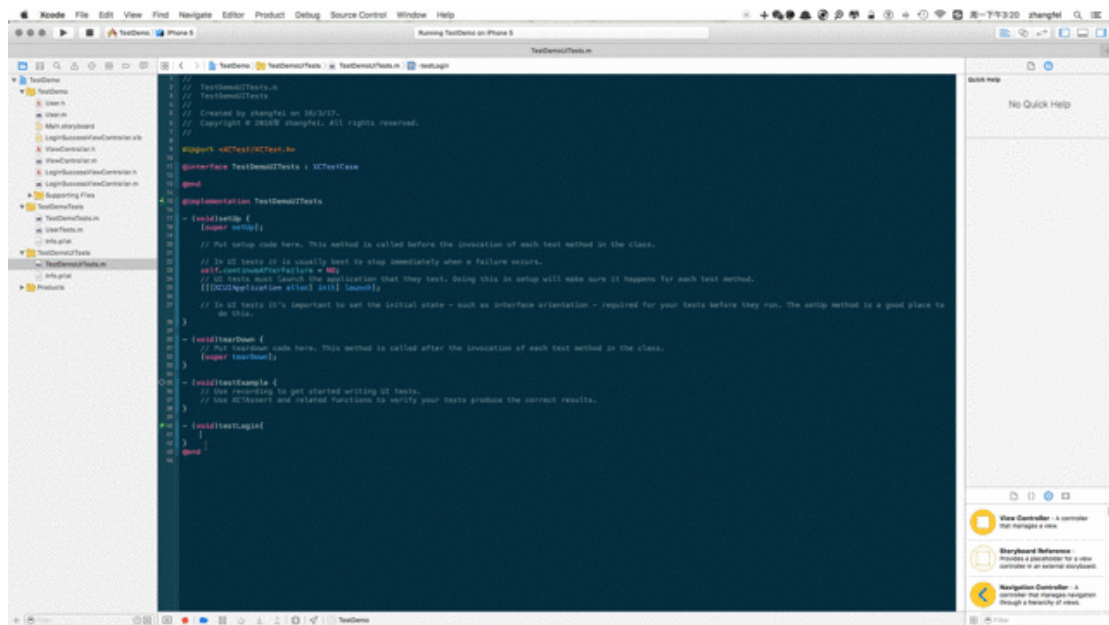 Xcode File Edit View Find Navigate Editor Product Debug Source Control Window Help
周一下午3:20 zhangfei
TestDemo iPhone 5
Running TestDemo on iPhone 5
TestDemoUITests.m
TestDemo TestDemoUITests TestDemoUITests.m -testLogin
TestDemo
TestDemo
User.h
User.m
Main.storyboard
LoginSuccessViewController.xib
ViewController.h
ViewController.m
LoginSuccessViewController.h
LoginSuccessViewController.m
Supporting Files
TestDemoTests
TestDemoTests.m
UserTests.m
Info.plist
TestDemoUITests
TestDemoUITests.m
Info.plist
Products
//
// TestDemoUITests.m
// TestDemoUITests
//
// Created by zhangfei on 16/3/17.
// Copyright © 2016年 zhangfei. All rights reserved.
//
#import <XCTest/XCTest.h>
@interface TestDemoUITests : XCTestCase
@end
@implementation TestDemoUITests
- (void)setUp {
[super setUp];
// Put setup code here. This method is called before the invocation of each test method in the class.
// In UI tests it is usually best to stop immediately when a failure occurs.
self.continueAfterFailure = NO;
// UI tests must launch the application that they test. Doing this in setup will make sure it happens for each test method.
[[[XCUIApplication alloc] init] launch];
// In UI tests it's important to set the initial state - such as interface orientation - required for your tests before they run. The setUp method is a good place to
do this.
}
- (void)tearDown {
// Put teardown code here. This method is called after the invocation of each test method in the class.
[super tearDown];
}
- (void)testExample {
// Use recording to get started writing UI tests.
// Use XCTAssert and related functions to verify your tests produce the correct results.
}
- (void)testLogin{
}
@end
Quick Help
No Quick Help
View Controller - A controller
that manages a view.
Storyboard Reference -
Provides a placeholder for a view
controller in an external storyboard.
Navigation Controller - A
controller that manages navigation
through a hierarchy of views.
Filter
TestDemo
Filter